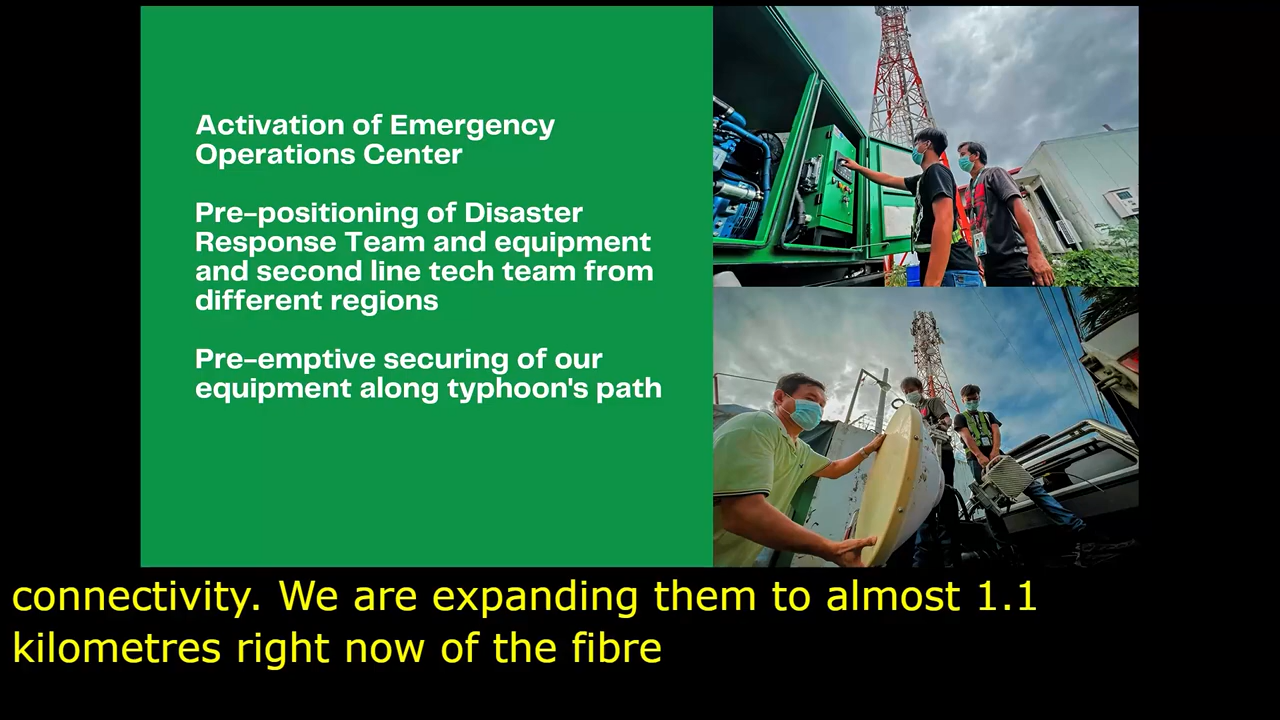 Activation of Emergency
Operations Center
Pre-positioning of Disaster
Response Team and equipment
and second line tech team from
different regions
Pre-emptive securing of our
equipment along typhoon's path
connectivity. We are expanding them to almost 1.1
kilometres right now of the fibre